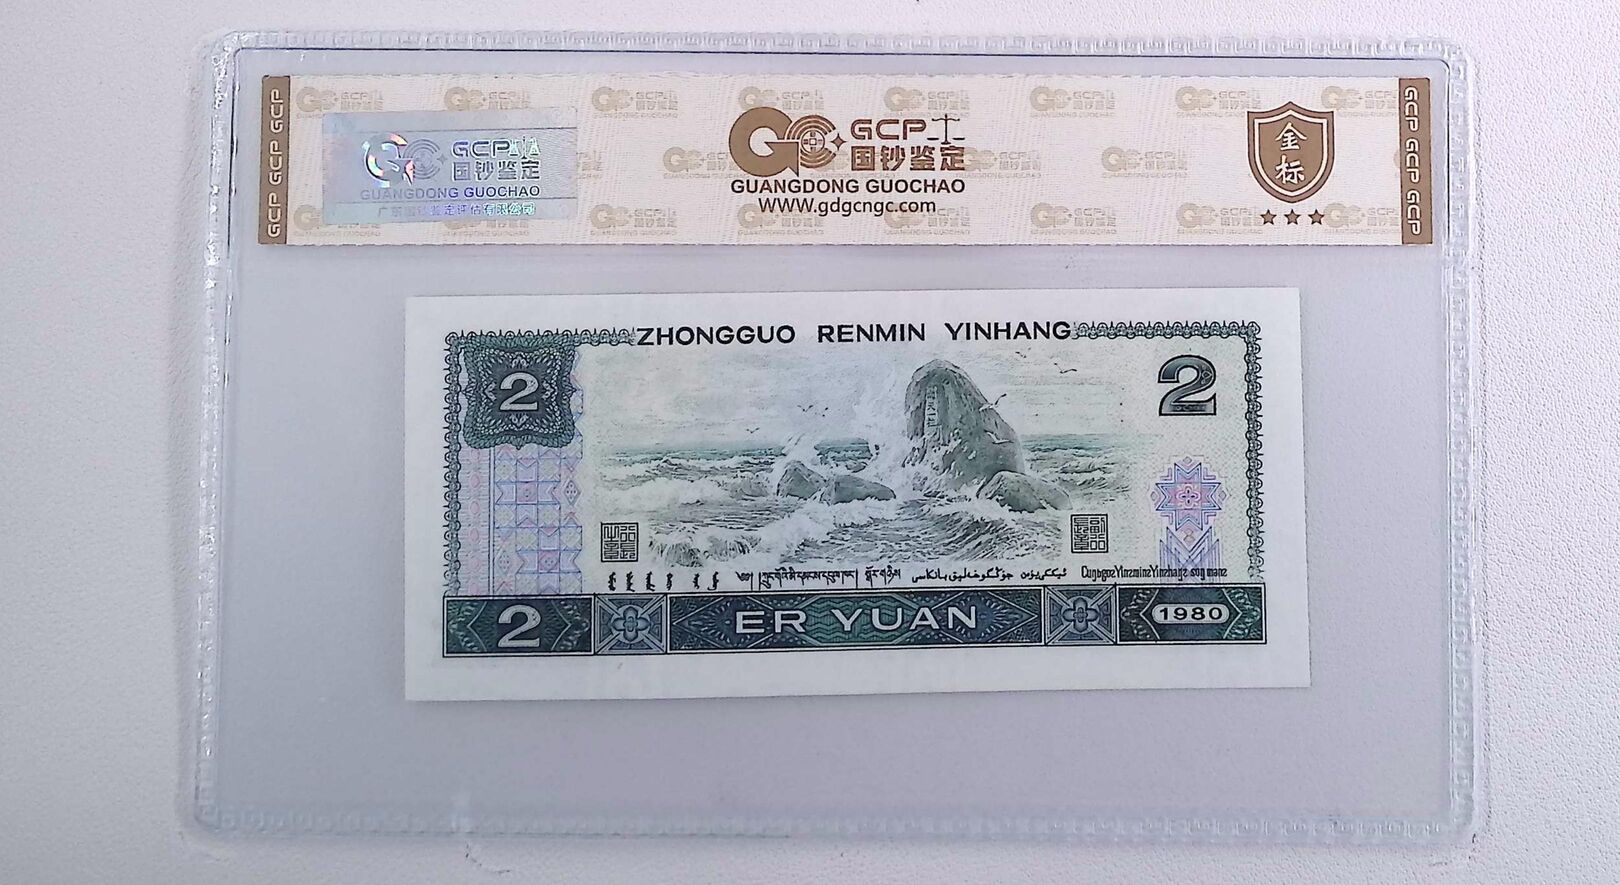 GCP GCP GCP
GCP
国钞鉴定
GUANGDONG GUOCHAO
GCP
国钞鉴定
GUANGDONG GUOCHAO
WWW.gdgcngc.com
金标
GCP GCP GCP
ZHONGGUO RENMIN YINHANG
2
2
2
ER YUAN
1980